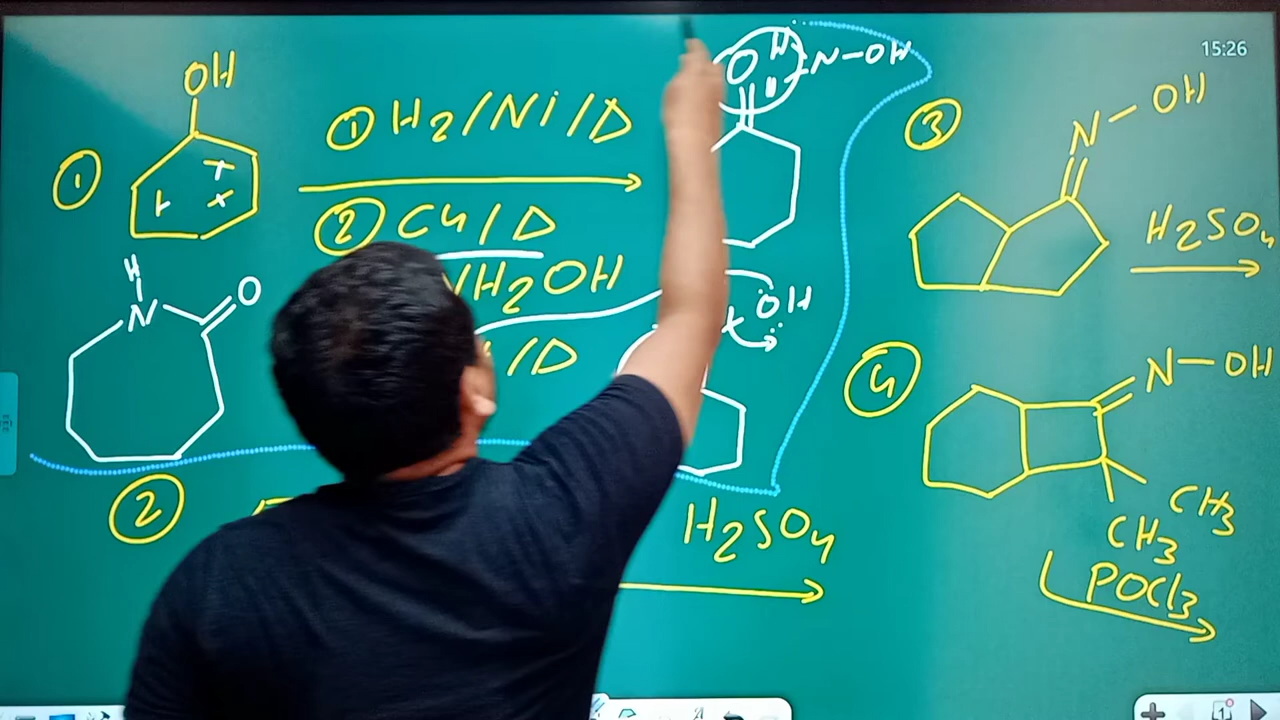 15:26
① OH
① H2/Ni/Δ
② Cu/Δ
NH2OH
/Δ
H
N
O
O H
H N-OH
OH
②
H2SO4
③
N-OH
H2SO4
④
N-OH
CH3
CH3
POCl3
1